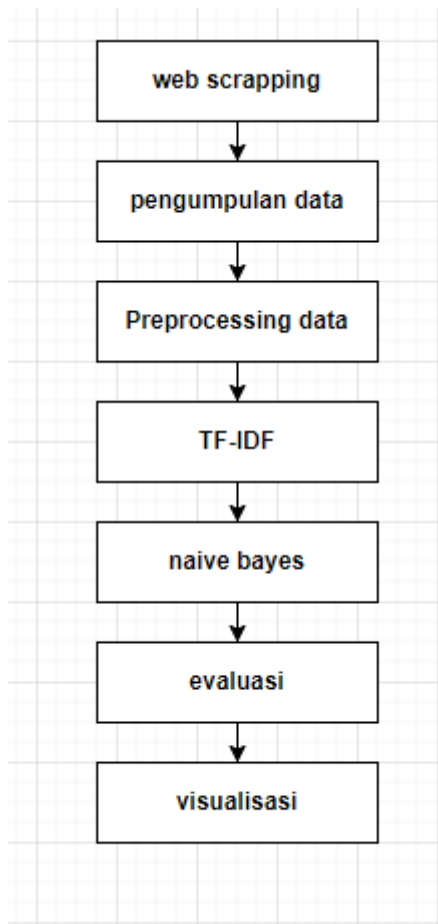 web scrapping
pengumpulan data
Preprocessing data
TF-IDF
naive bayes
evaluasi
visualisasi